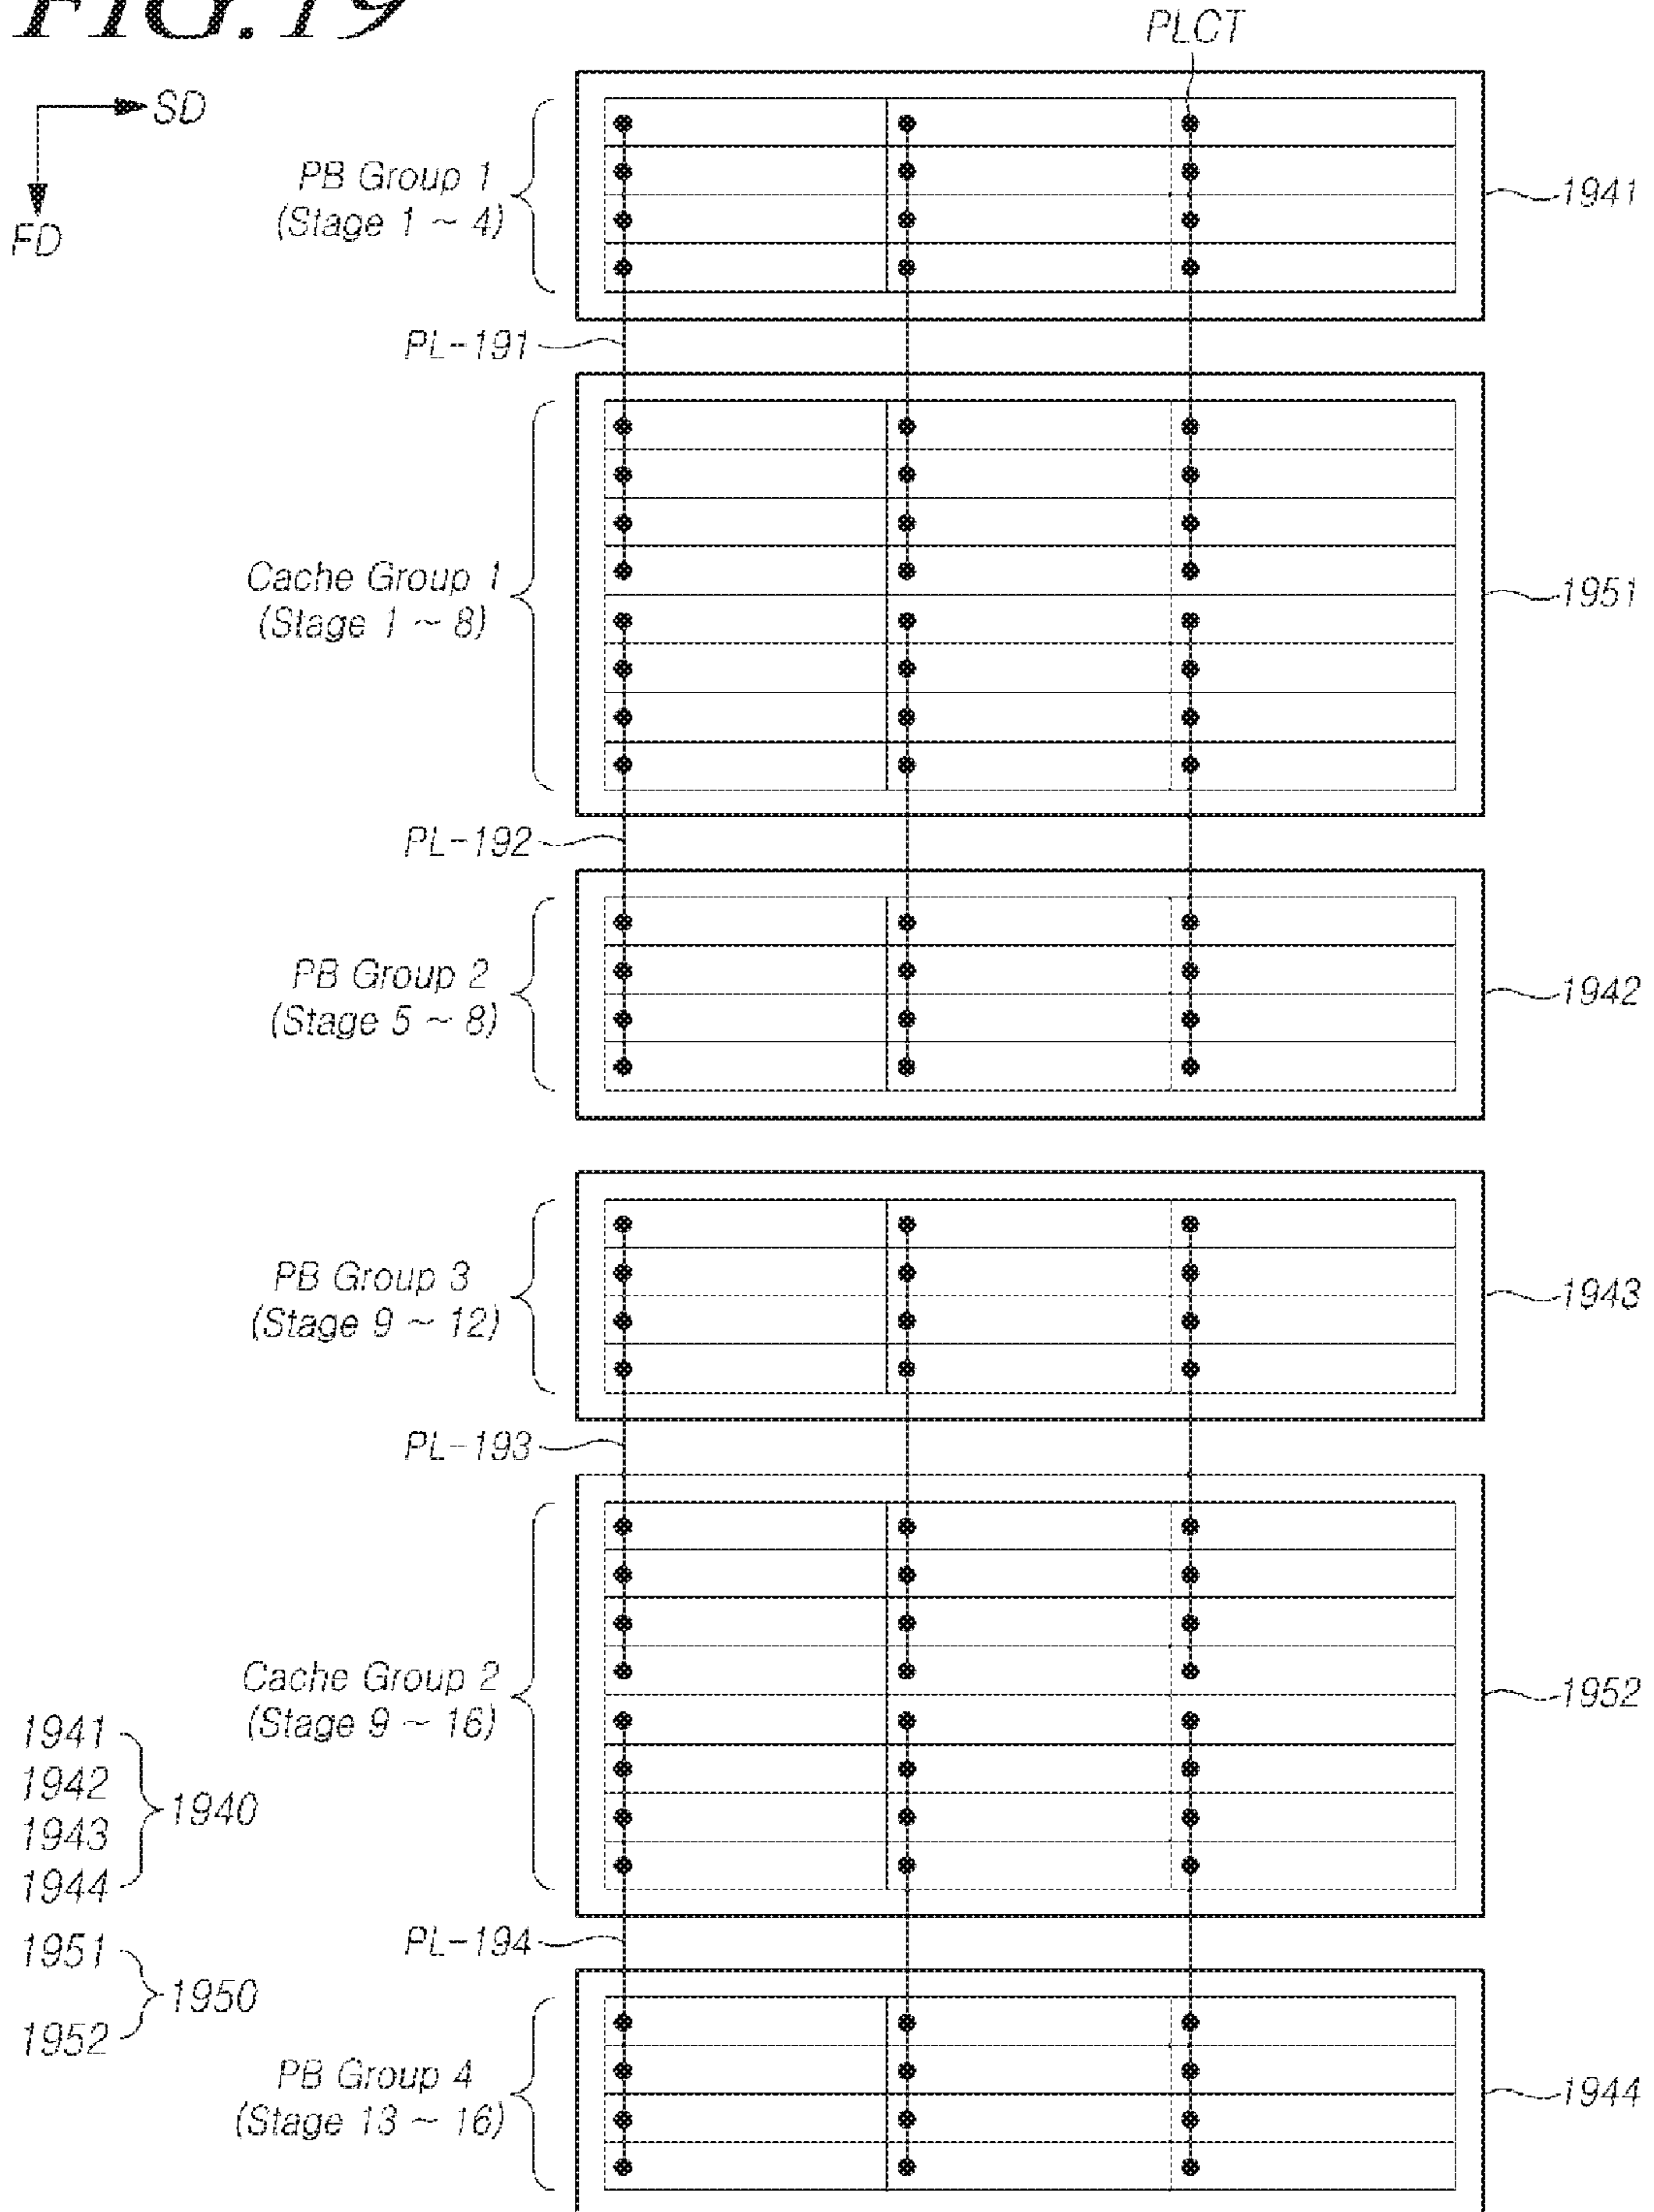 FIG. 19
PLCT
SD
FD
PB Group 1
(Stage 1 ~ 4)
1941
PL-191
Cache Group 1
(Stage 1 ~ 8)
1951
PL-192
PB Group 2
(Stage 5 ~ 8)
1942
PB Group 3
(Stage 9 ~ 12)
1943
PL-193
Cache Group 2
(Stage 9 ~ 16)
1952
1941
1942
1943
1944
1940
1951
1952
1950
PL-194
PB Group 4
(Stage 13 ~ 16)
1944